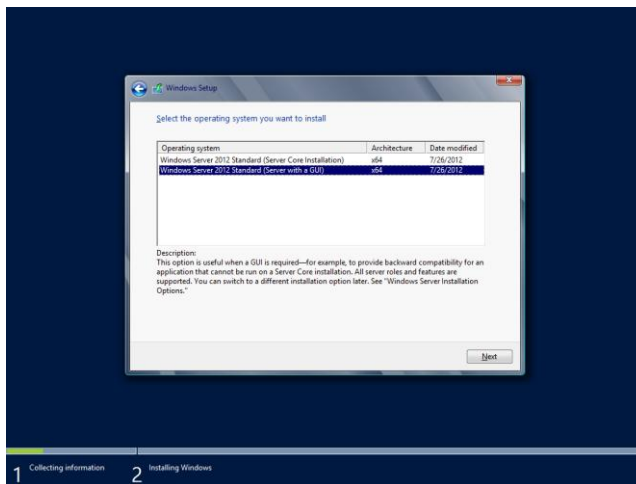 Windows Setup
Select the operating system you want to install
Operating system Architecture Date modified
Windows Server 2012 Standard (Server Core Installation) x64 7/26/2012
Windows Server 2012 Standard (Server with a GUI) x64 7/26/2012
Description:
This option is useful when a GUI is required—for example, to provide backward compatibility for an
application that cannot be run on a Server Core installation. All server roles and features are
supported. You can switch to a different installation option later. See "Windows Server Installation
Options."
Next
1 Collecting information 2 Installing Windows